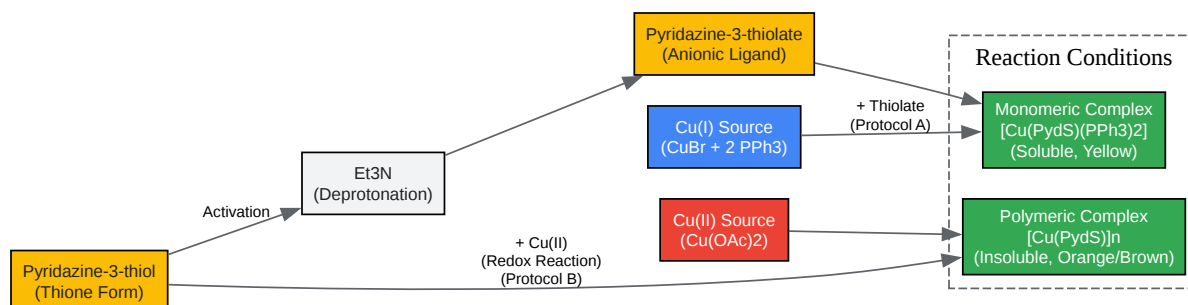 Pyridazine-3-thiolate
(Anionic Ligand)
Reaction Conditions
+ Thiolate
(Protocol A)
Monomeric Complex
[Cu(PydS)(PPh3)2]
(Soluble, Yellow)
Cu(I) Source
(CuBr + 2 PPh3)
Et3N
(Deprotonation)
Activation
Cu(II) Source
(Cu(OAc)2)
Polymeric Complex
[Cu(PydS)]n
(Insoluble, Orange/Brown)
+ Cu(II)
(Redox Reaction)
(Protocol B)
Pyridazine-3-thiol
(Thione Form)